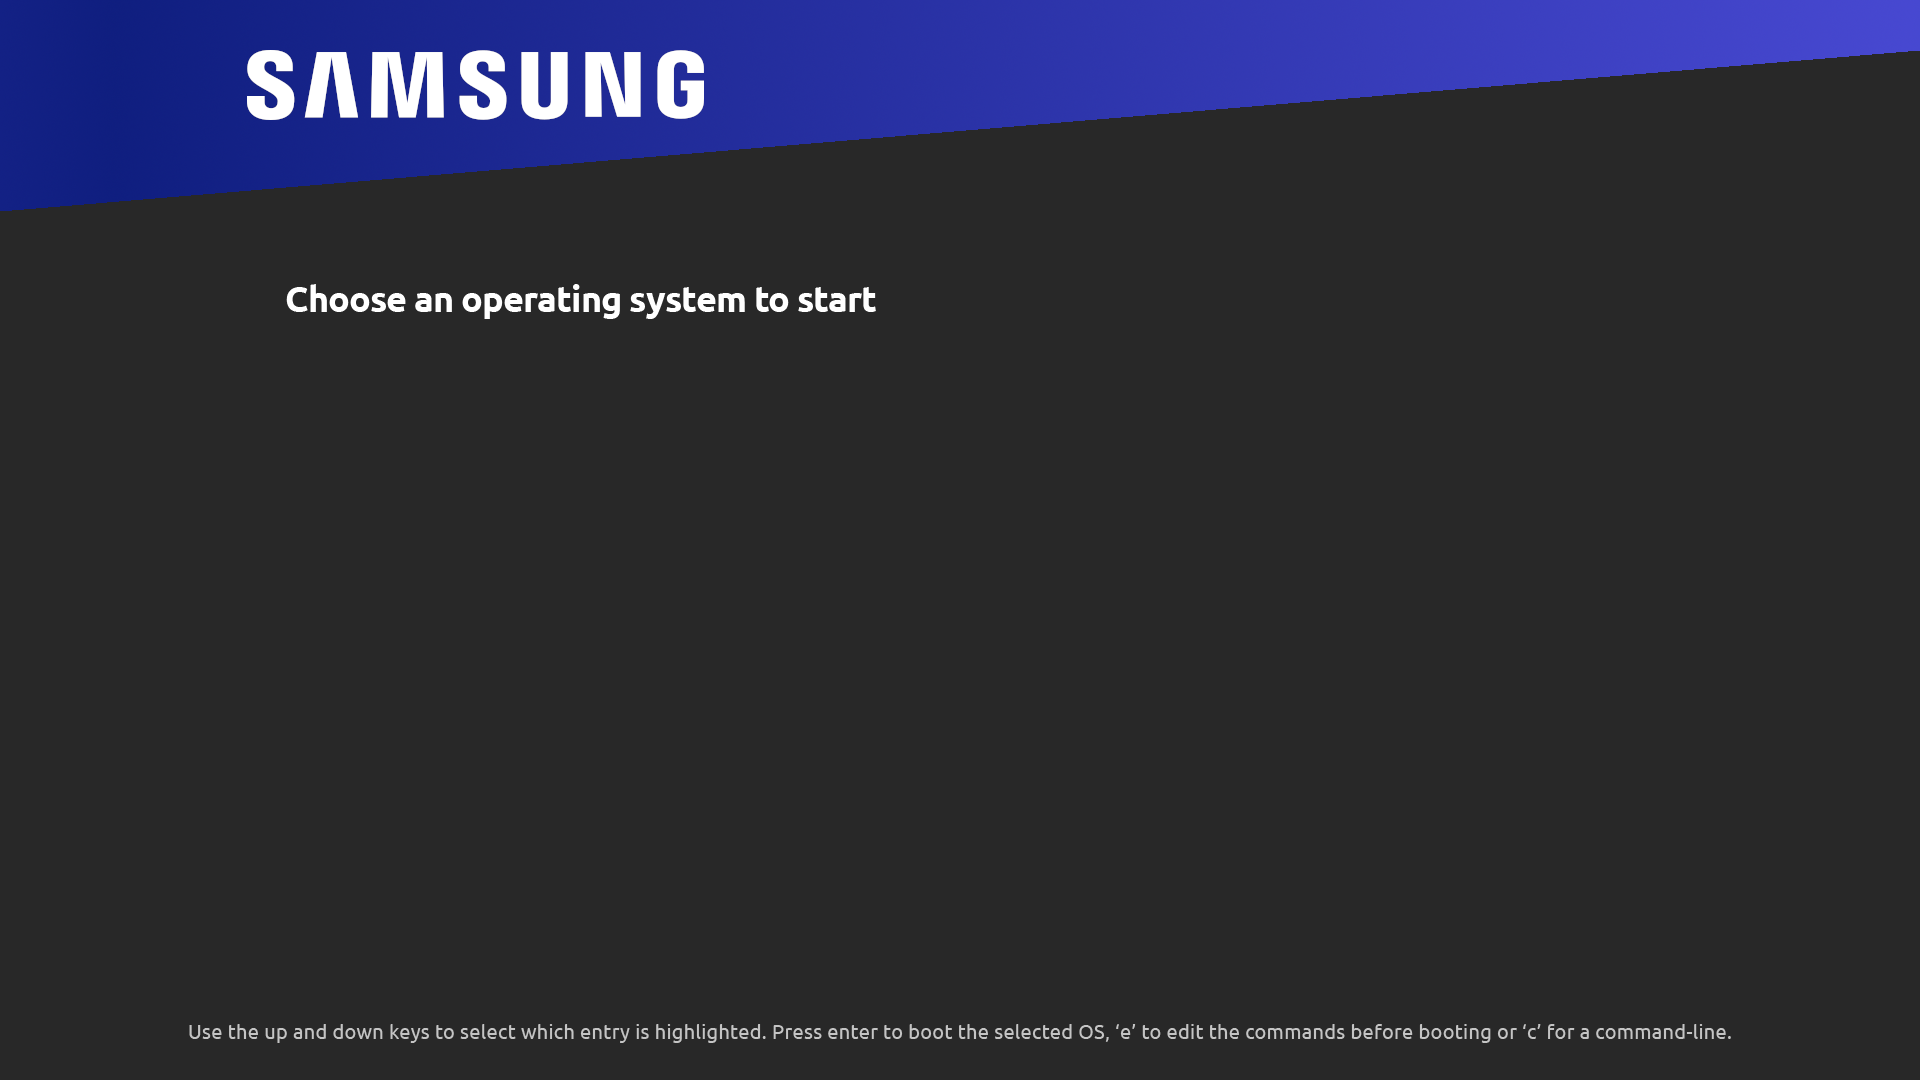 SAMSUNG
Choose an operating system to start
Use the up and down keys to select which entry is highlighted. Press enter to boot the selected OS, ‘e’ to edit the commands before booting or ‘c’ for a command-line.